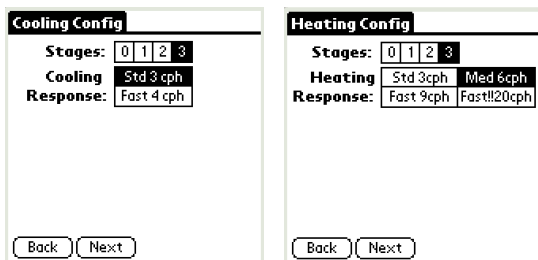 Cooling Config
Stages: 0 1 2 3
Cooling Std 3 cph
Response: Fast 4 cph
Back Next
Heating Config
Stages: 0 1 2 3
Heating Std 3cph Med 6cph
Response: Fast 9cph Fast!!20cph
Back Next